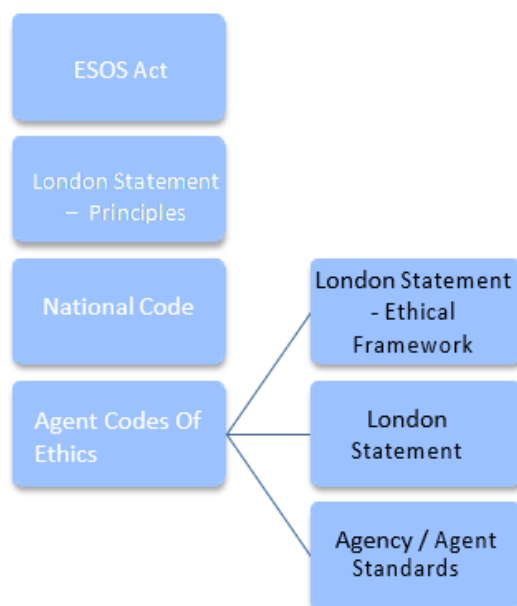 ESOS Act
London Statement
– Principles
National Code
Agent Codes Of
Ethics
London Statement
- Ethical
Framework
London
Statement
Agency / Agent
Standards